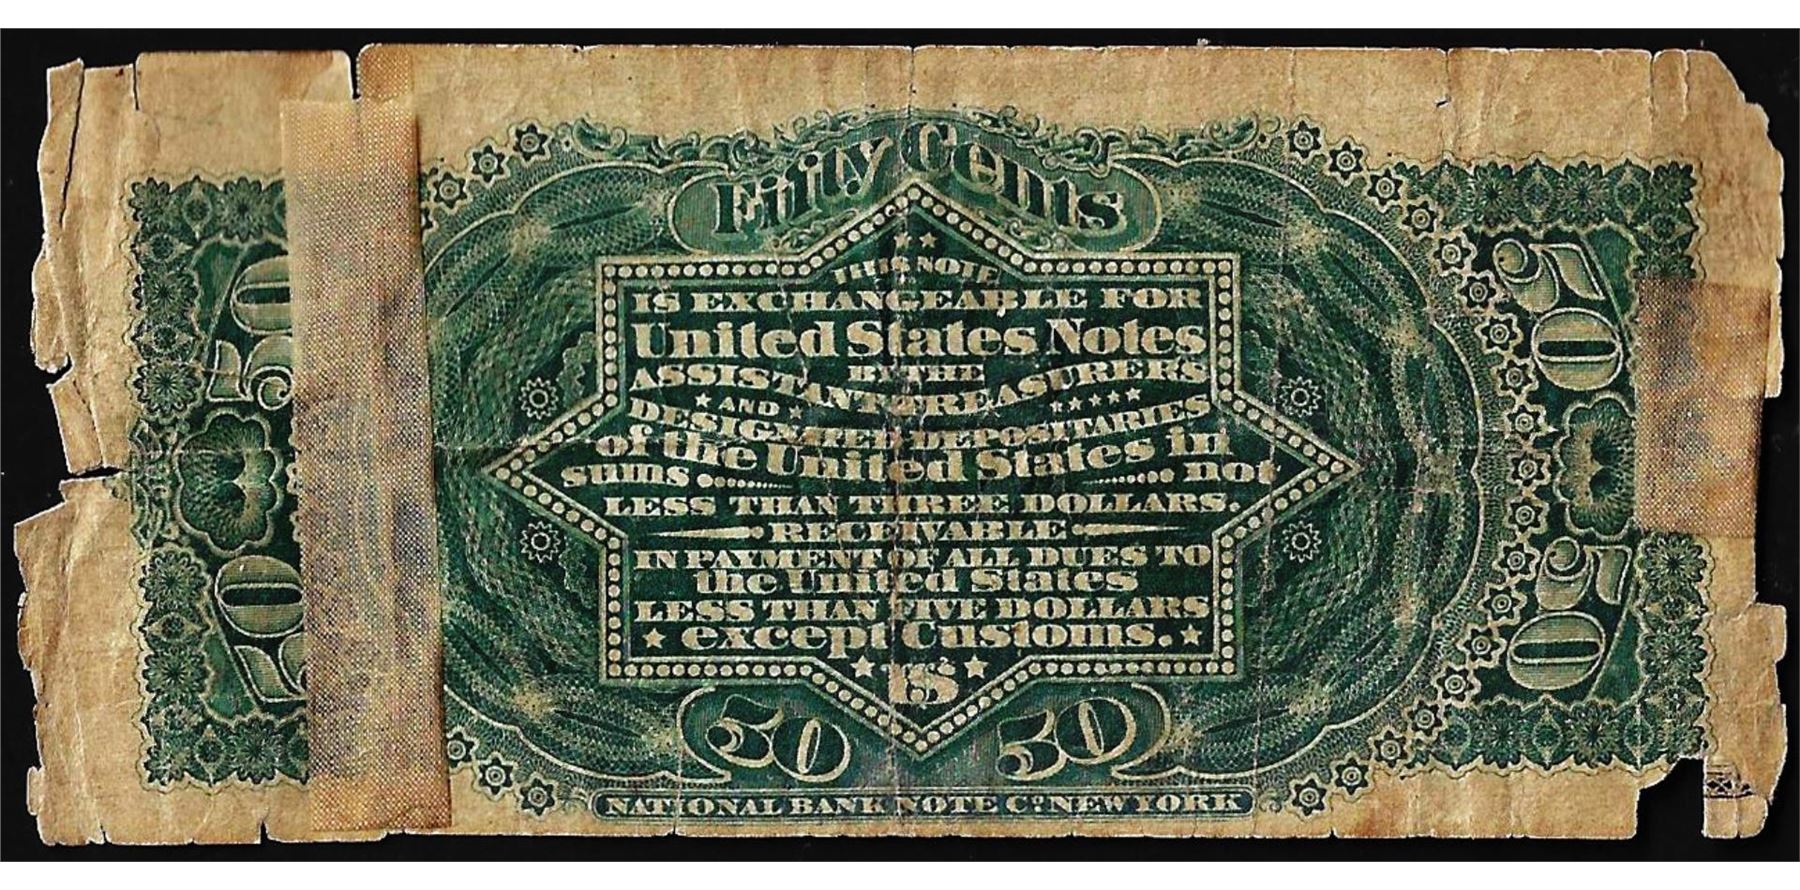 Fifty Cents
THIS NOTE
IS EXCHANGEABLE FOR
United States Notes
BY THE
ASSISTANT TREASURERS
AND
DESIGNATED DEPOSITARIES
of the United States in
sums not
LESS THAN THREE DOLLARS.
RECEIVABLE
IN PAYMENT OF ALL DUES TO
the United States
LESS THAN FIVE DOLLARS
except Customs.
US
50 50
50
50
50
50
NATIONAL BANK NOTE Co. NEW YORK